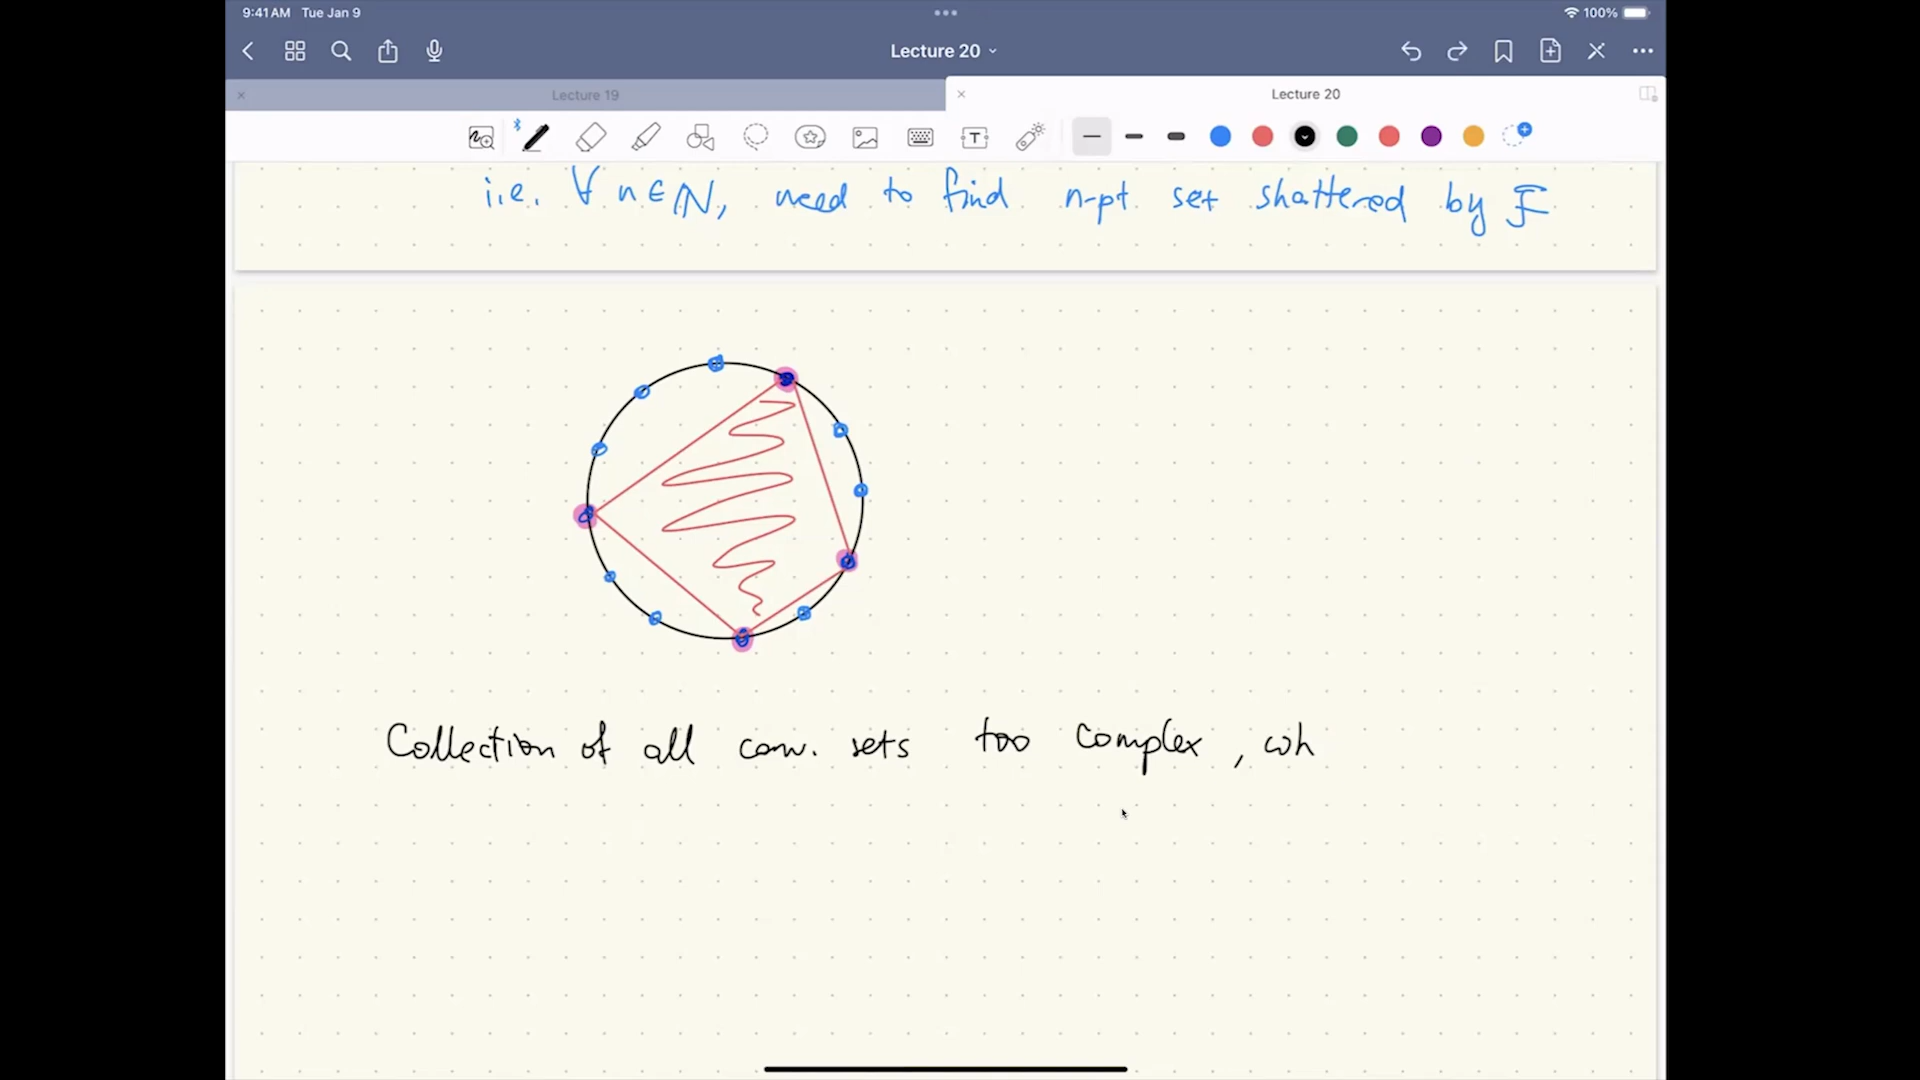 9:41 AM Tue Jan 9
100%
Lecture 20
Lecture 19
Lecture 20
i.e. ∀ n ∈ ℕ, need to find n-pt set shattered by F
Collection of all conv. sets too complex, wh